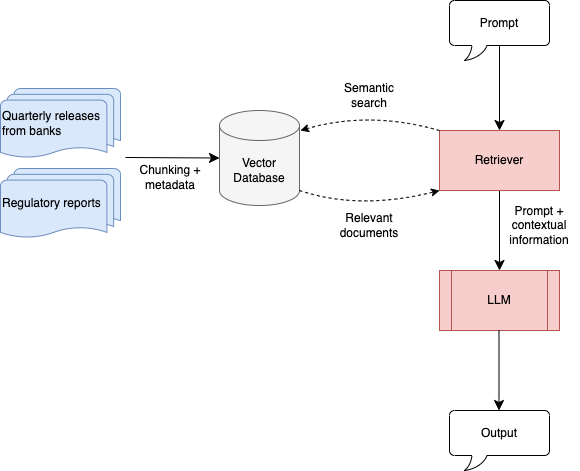 Prompt
Semantic
search
Quarterly releases
from banks
Vector
Database
Retriever
Chunking +
metadata
Regulatory reports
Relevant
documents
Prompt +
contextual
information
LLM
Output